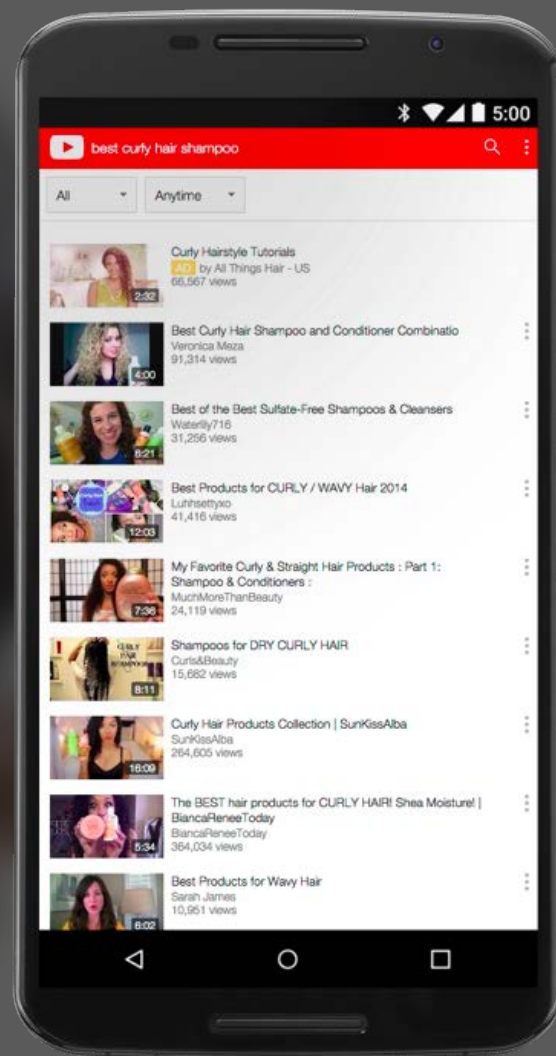 5:00
best curly hair shampoo
All
Anytime
Curly Hairstyle Tutorials
AD by All Things Hair - US
66,567 views
2:32
Best Curly Hair Shampoo and Conditioner Combinatio
Veronica Meza
91,314 views
4:00
Best of the Best Sulfate-Free Shampoos & Cleansers
Waterlily716
31,256 views
6:21
Best Products for CURLY / WAVY Hair 2014
Luhhsettyxo
41,416 views
12:03
My Favorite Curly & Straight Hair Products : Part 1:
Shampoo & Conditioners :
MuchMoreThanBeauty
24,119 views
7:36
Shampoos for DRY CURLY HAIR
Curls&Beauty
15,682 views
CURLY
HAIR
8:11
Curly Hair Products Collection | SunKissAlba
SunKissAlba
264,605 views
16:09
The BEST hair products for CURLY HAIR! Shea Moisture! |
BiancaReneeToday
BiancaReneeToday
364,034 views
5:34
Best Products for Wavy Hair
Sarah James
10,951 views
6:02